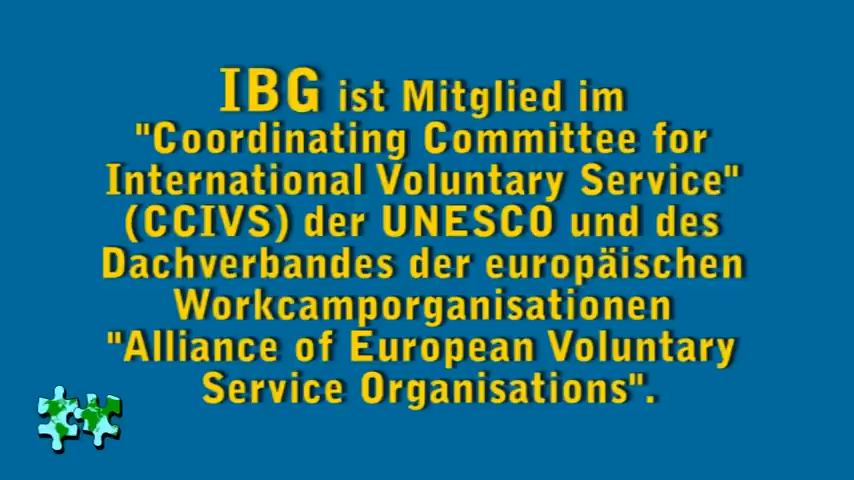 IBG ist Mitglied im
"Coordinating Committee for
International Voluntary Service"
(CCIVS) der UNESCO und des
Dachverbandes der europäischen
Workcamporganisationen
"Alliance of European Voluntary
Service Organisations".